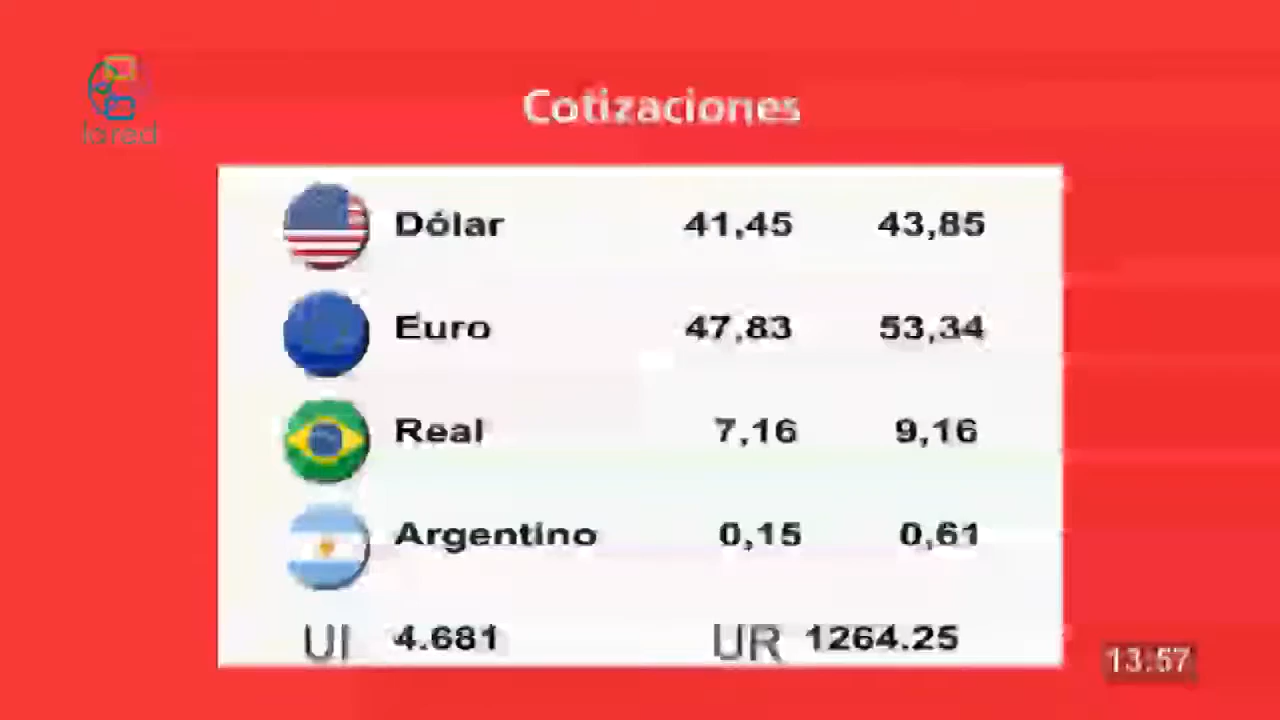 la red
Cotizaciones
Dólar 41,45 43,85
Euro 47,83 53,34
Real 7,16 9,16
Argentino 0,15 0,61
UI 4.681 UR 1264.25
13:57